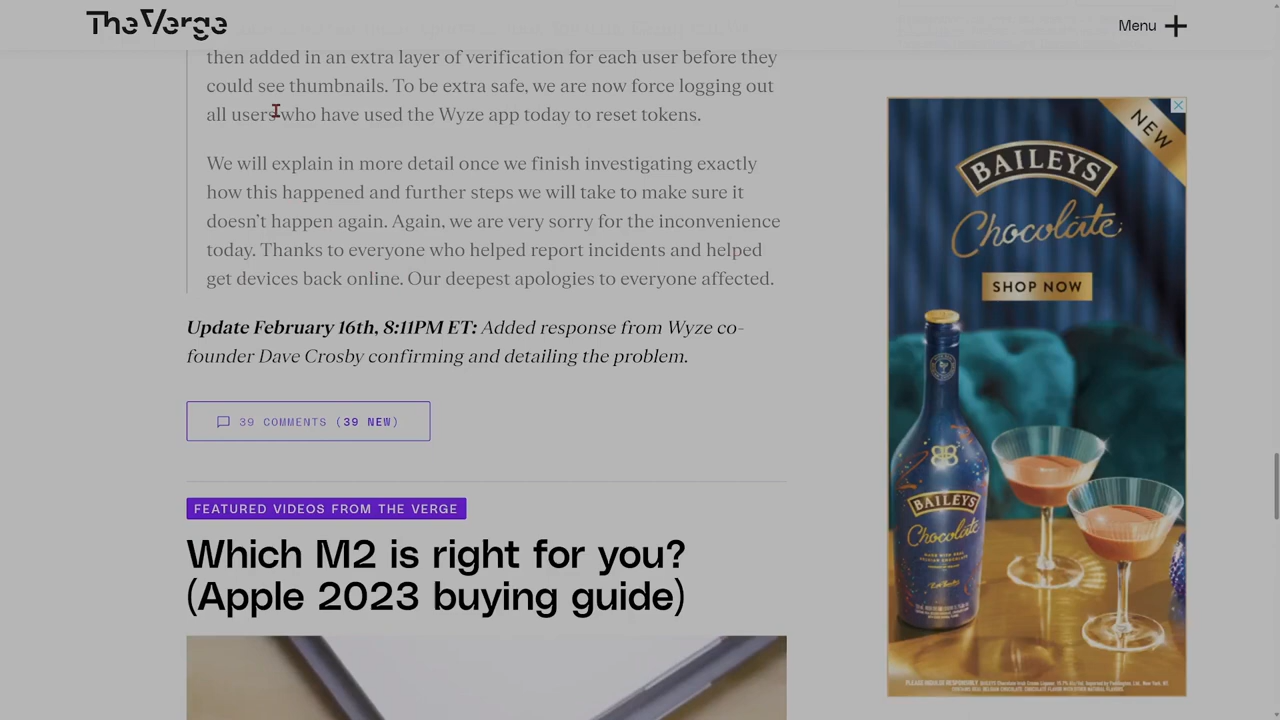 The Verge
Menu
then added in an extra layer of verification for each user before they
could see thumbnails. To be extra safe, we are now force logging out
all users who have used the Wyze app today to reset tokens.
We will explain in more detail once we finish investigating exactly
how this happened and further steps we will take to make sure it
doesn’t happen again. Again, we are very sorry for the inconvenience
today. Thanks to everyone who helped report incidents and helped
get devices back online. Our deepest apologies to everyone affected.
Update February 16th, 8:11PM ET: Added response from Wyze co-
founder Dave Crosby confirming and detailing the problem.
39 COMMENTS (39 NEW)
FEATURED VIDEOS FROM THE VERGE
Which M2 is right for you?
(Apple 2023 buying guide)
NEW
BAILEYS
Chocolate
SHOP NOW
BAILEYS
Chocolate